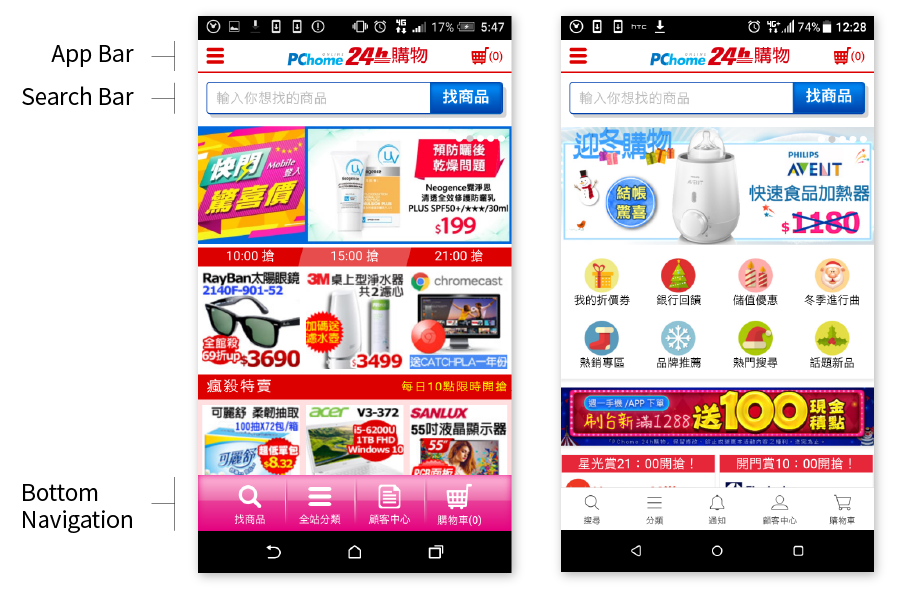 App Bar
Search Bar
Bottom
Navigation
4G
17%
5:47
PChome
ONLINE
24h購物
(0)
輸入你想找的商品
找商品
快閃
Mobile
整人
驚喜價
Neogence
UV
預防曬後
乾燥問題
Neogence霓淨思
清透全效修護防曬乳
PLUS SPF50+/★★★/30ml
$199
10:00 搶
15:00 搶
21:00 搶
RayBan太陽眼鏡
2140F-901-52
全館殺
69折up
$3690
3M桌上型淨水器
共2濾心
加碼送
濾水壺
$3499
chromecast
送CATCHPLAY一年份
瘋殺特賣
每日10點限時開搶
可麗舒 柔韌抽取
100抽X72包/箱
可麗舒
超低單包
$8.32
acer V3-372
i5-6200U
1TB FHD
Windows 10
SANLUX
55吋液晶顯示器
55"
找商品
全站分類
顧客中心
購物車(0)
htc
4G+
74%
12:28
PChome
ONLINE
24h購物
(0)
輸入你想找的商品
找商品
迎冬購物
結帳
驚喜
PHILIPS
AVENT
快速食品加熱器
$1180
我的折價券
銀行回饋
儲值優惠
冬季進行曲
熱銷專區
品牌推薦
熱門搜尋
話題新品
週一手機/APP下單
刷台新滿1288送100現金
積點
星光賞21：00開搶！
開門賞10：00開搶！
搜尋
分類
通知
顧客中心
購物車